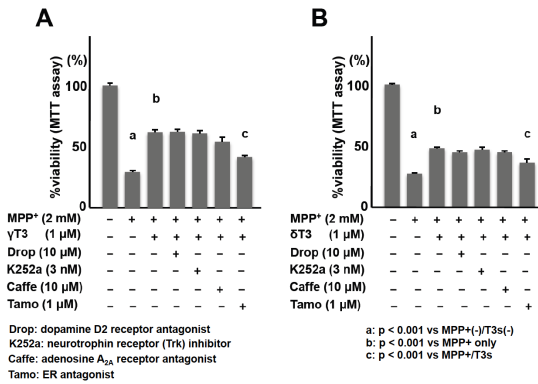 A
B
(%)
(%)
%viability (MTT assay)
%viability (MTT assay)
100
50
0
a
b
c
100
50
0
a
b
c
MPP+ (2 mM) – + + + + + +
γT3 (1 µM) – – + + + + +
Drop (10 µM) – – – + – – –
K252a (3 nM) – – – – + – –
Caffe (10 µM) – – – – – + –
Tamo (1 µM) – – – – – – +
MPP+ (2 mM) – + + + + + +
δT3 (1 µM) – – + + + + +
Drop (10 µM) – – – + – – –
K252a (3 nM) – – – – + – –
Caffe (10 µM) – – – – – + –
Tamo (1 µM) – – – – – – +
Drop: dopamine D2 receptor antagonist
K252a: neurotrophin receptor (Trk) inhibitor
Caffe: adenosine A2A receptor antagonist
Tamo: ER antagonist
a: p < 0.001 vs MPP+(-)/T3s(-)
b: p < 0.001 vs MPP+ only
c: p < 0.001 vs MPP+/T3s